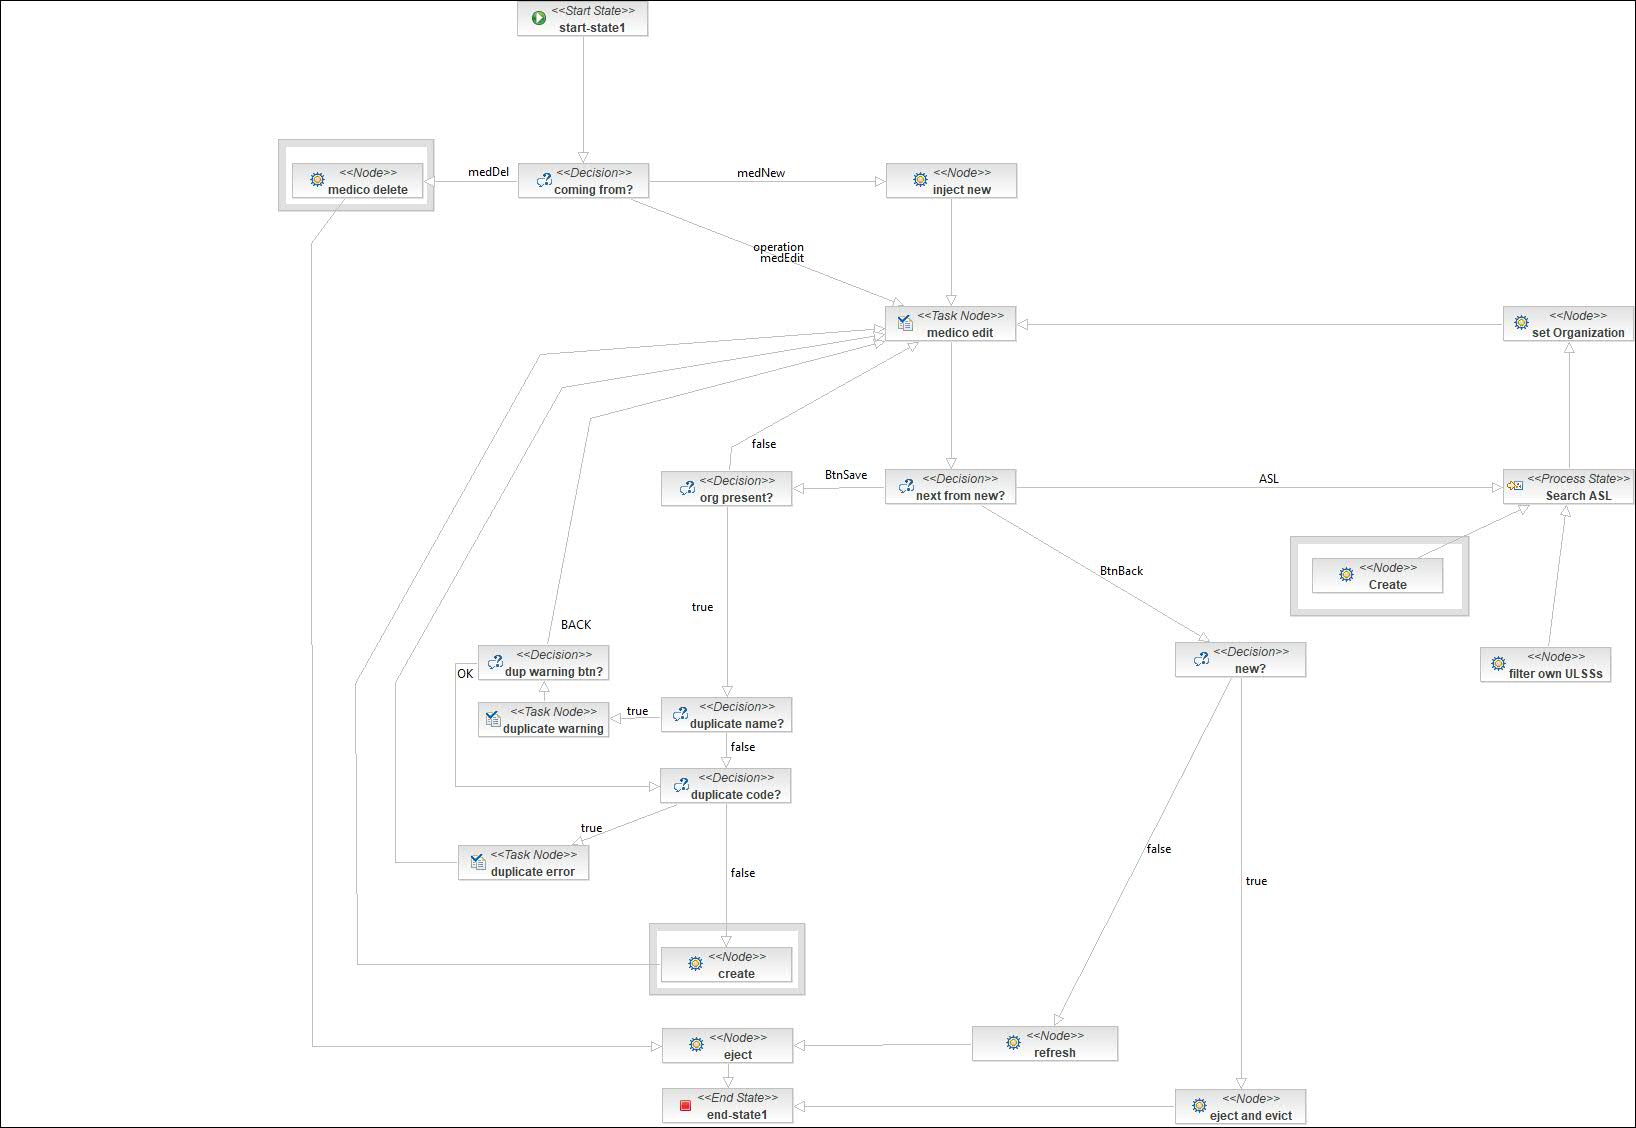 <<Start State>>
start-state1
<<Node>>
medico delete
medDel
<<Decision>>
coming from?
medNew
<<Node>>
inject new
operation
medEdit
<<Task Node>>
medico edit
<<Node>>
set Organization
false
<<Decision>>
org present?
BtnSave
<<Decision>>
next from new?
ASL
<<Process State>>
Search ASL
BtnBack
<<Node>>
Create
true
BACK
<<Decision>>
dup warning btn?
OK
<<Decision>>
new?
<<Node>>
filter own ULSSs
<<Task Node>>
duplicate warning
true
<<Decision>>
duplicate name?
false
<<Decision>>
duplicate code?
true
<<Task Node>>
duplicate error
false
false
true
<<Node>>
create
<<Node>>
eject
<<Node>>
refresh
<<End State>>
end-state1
<<Node>>
eject and evict